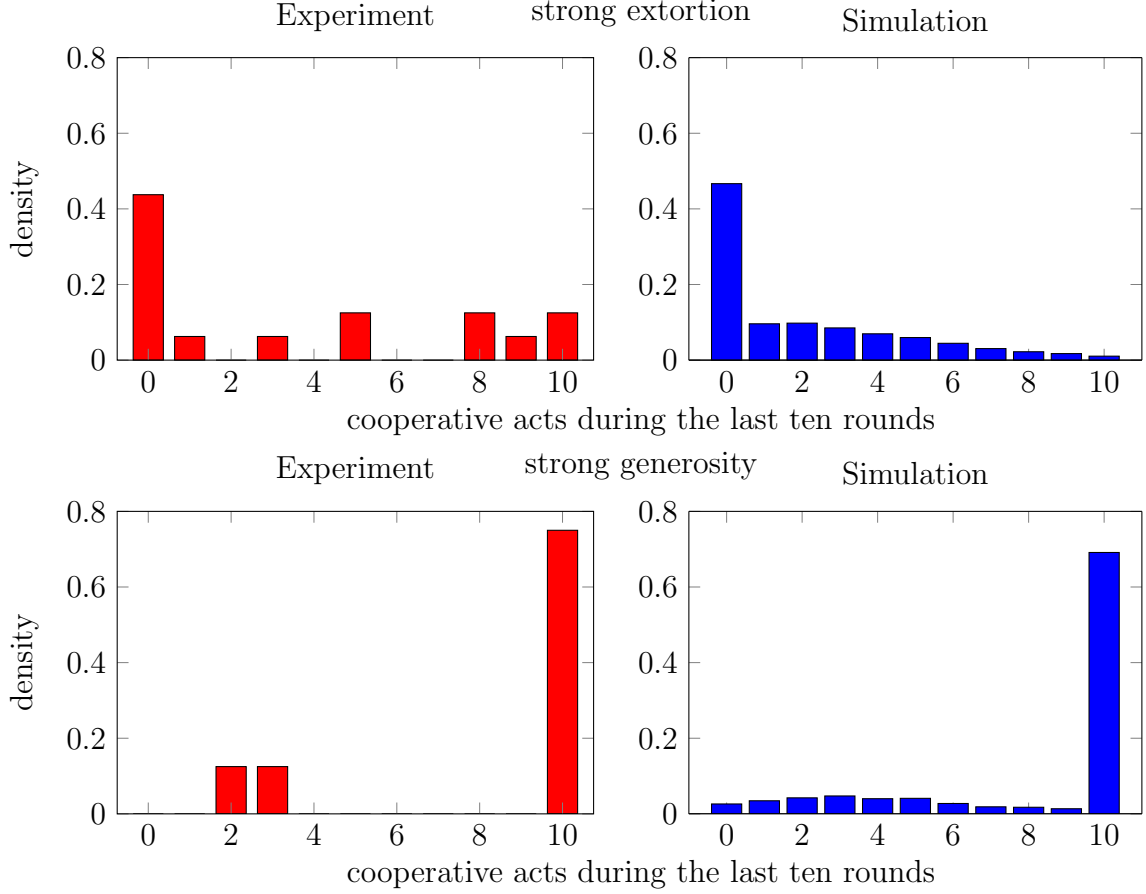 Experiment strong extortion Simulation
density
0.8 0.8
0.6 0.6
0.4 0.4
0.2 0.2
0 0
0 2 4 6 8 10 0 2 4 6 8 10
cooperative acts during the last ten rounds
Experiment strong generosity Simulation
density
0.8 0.8
0.6 0.6
0.4 0.4
0.2 0.2
0 0
0 2 4 6 8 10 0 2 4 6 8 10
cooperative acts during the last ten rounds